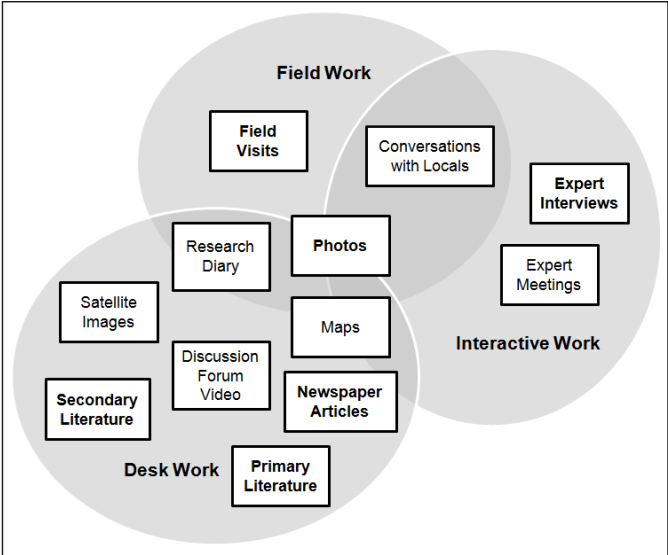 Field Work
Field
Visits
Conversations
with Locals
Expert
Interviews
Research
Diary
Photos
Expert
Meetings
Satellite
Images
Maps
Interactive Work
Discussion
Forum
Video
Secondary
Literature
Newspaper
Articles
Desk Work
Primary
Literature